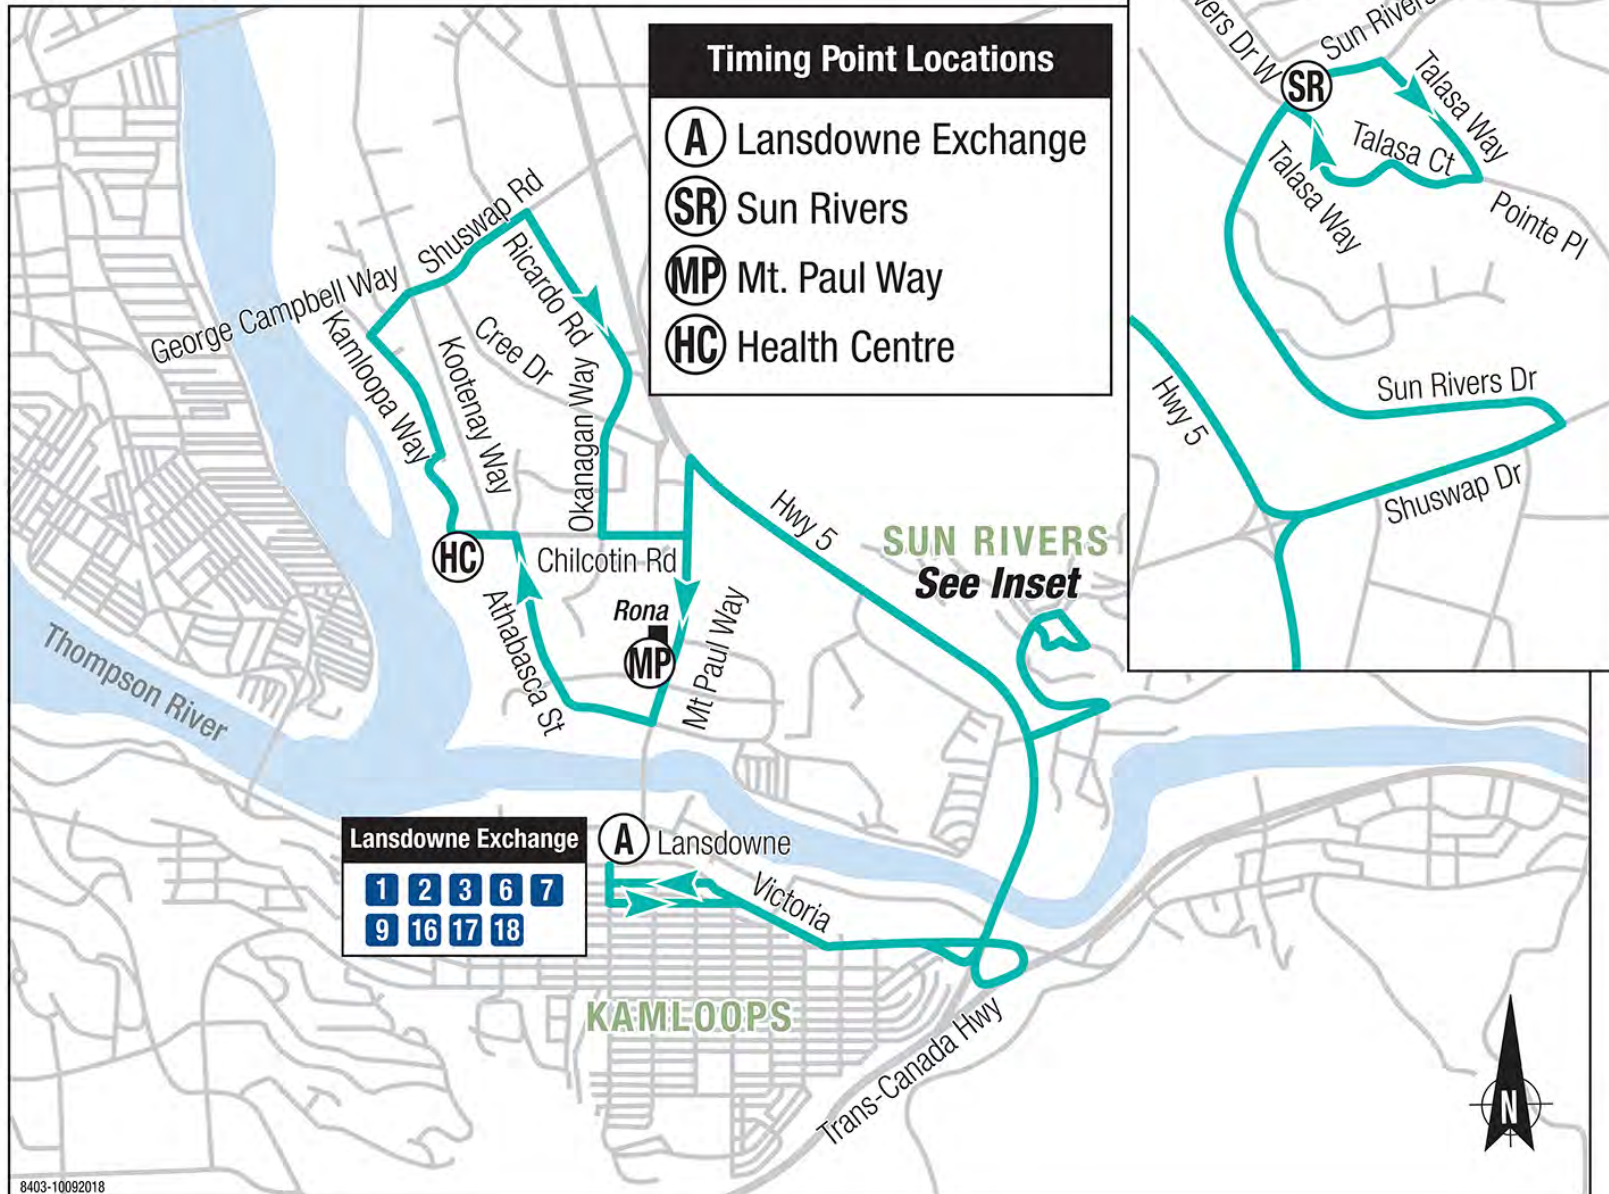 Timing Point Locations
A Lansdowne Exchange
SR Sun Rivers
MP Mt. Paul Way
HC Health Centre
Sun Rivers
Dr W
SR
Talasa Way
Talasa Ct
Talasa Way
Pointe Pl
Sun Rivers Dr
Hwy 5
Shuswap Dr
Shuswap Rd
George Campbell Way
Ricardo Rd
Kamloopa Way
Cree Dr
Kootenay Way
Okanagan Way
Hwy 5
SUN RIVERS
See Inset
HC
Chilcotin Rd
Rona
MP
Athabasca St
Mt Paul Way
Thompson River
Lansdowne Exchange
1 2 3 6 7
9 16 17 18
A Lansdowne
Victoria
KAMLOOPS
Trans-Canada Hwy
N
8403-10092018